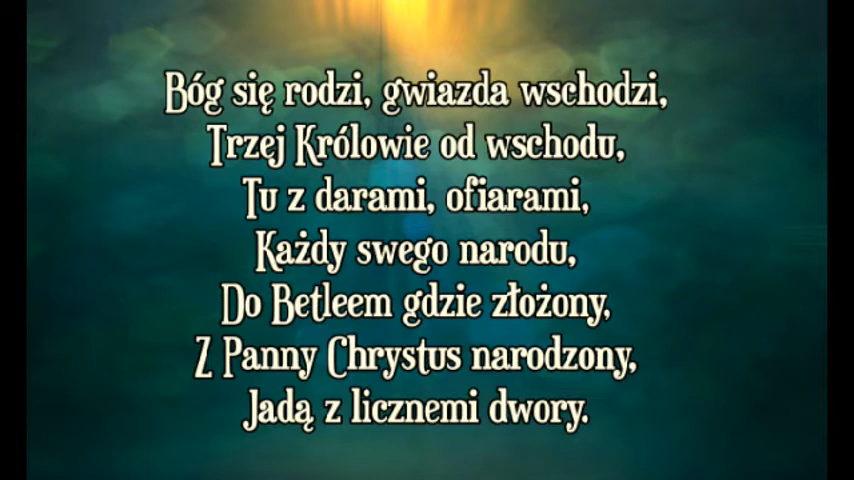 Bóg się rodzi, gwiazda wschodzi,
Trzej Królowie od wschodu,
Tu z darami, ofiarami,
Każdy swego narodu,
Do Betleem gdzie złożony,
Z Panny Chrystus narodzony,
Jadą z licznemi dwory.